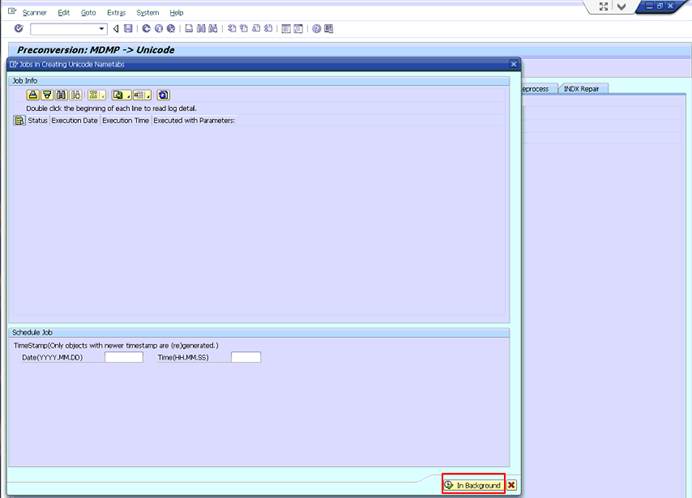 Scanner Edit Goto Extras System Help
Preconversion: MDMP -> Unicode
Jobs in Creating Unicode Nametabs
Job Info
eprocess INDX Repair
Double click the beginning of each line to read log detail.
Status Execution Date Execution Time Executed with Parameters:
Schedule Job
TimeStamp(Only objects with newer timestamp are (re)generated.)
Date(YYYY.MM.DD) Time(HH.MM.SS)
In Background